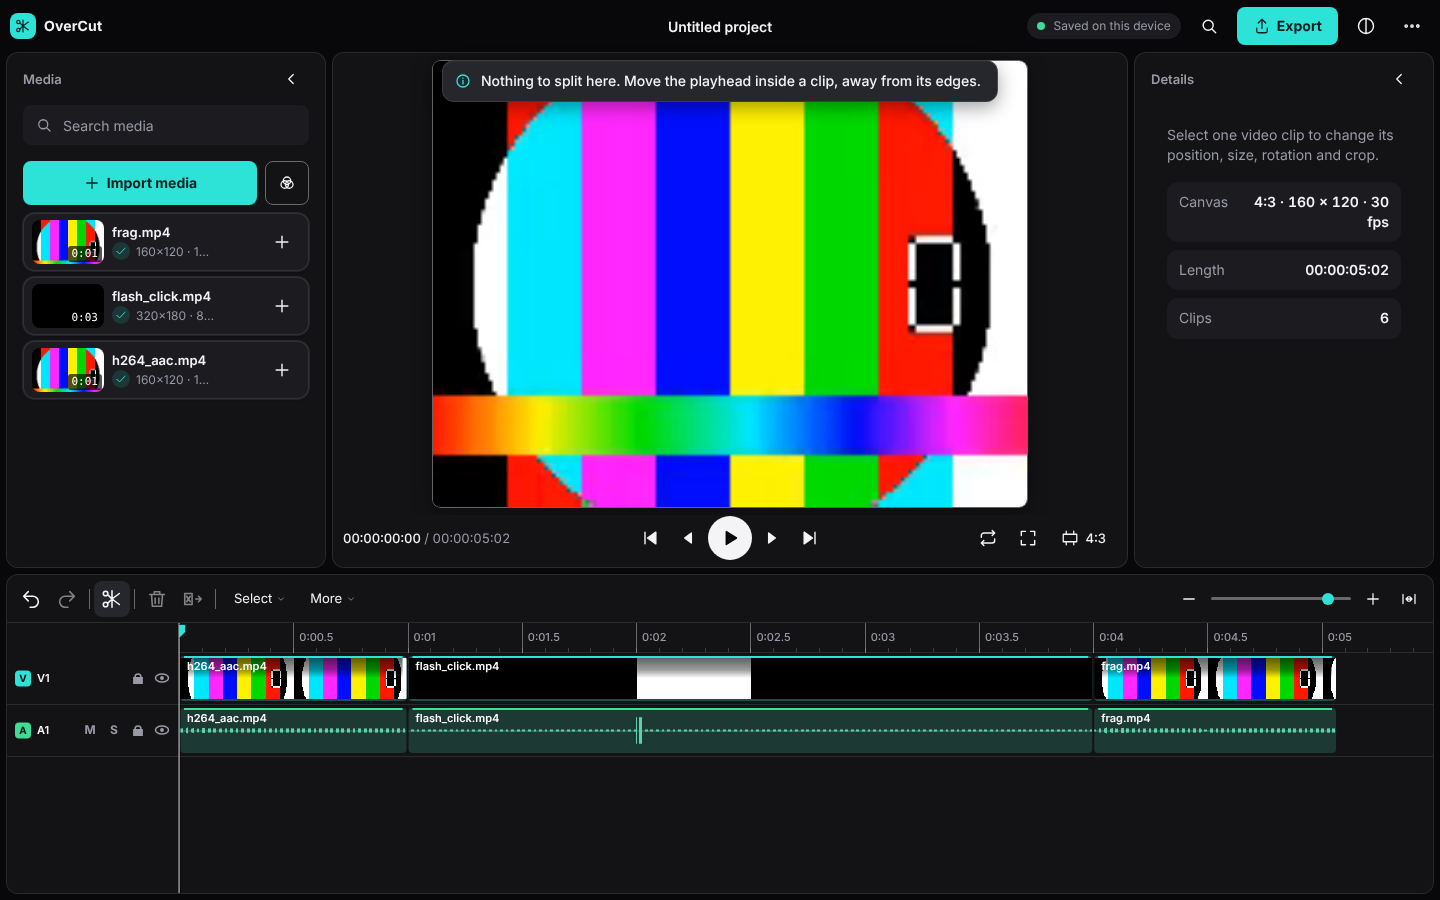 OverCut
Untitled project
Saved on this device
Export
Media
Search media
Import media
frag.mp4
0:01
160×120 · 1...
flash_click.mp4
0:03
320×180 · 8...
h264_aac.mp4
0:01
160×120 · 1...
Nothing to split here. Move the playhead inside a clip, away from its edges.
00:00:00:00 / 00:00:05:02
4:3
Details
Select one video clip to change its
position, size, rotation and crop.
Canvas
4:3 · 160 × 120 · 30
fps
Length
00:00:05:02
Clips
6
Select
More
0:00.5
0:01
0:01.5
0:02
0:02.5
0:03
0:03.5
0:04
0:04.5
0:05
V V1
h264_aac.mp4
flash_click.mp4
frag.mp4
A A1
M S
h264_aac.mp4
flash_click.mp4
frag.mp4